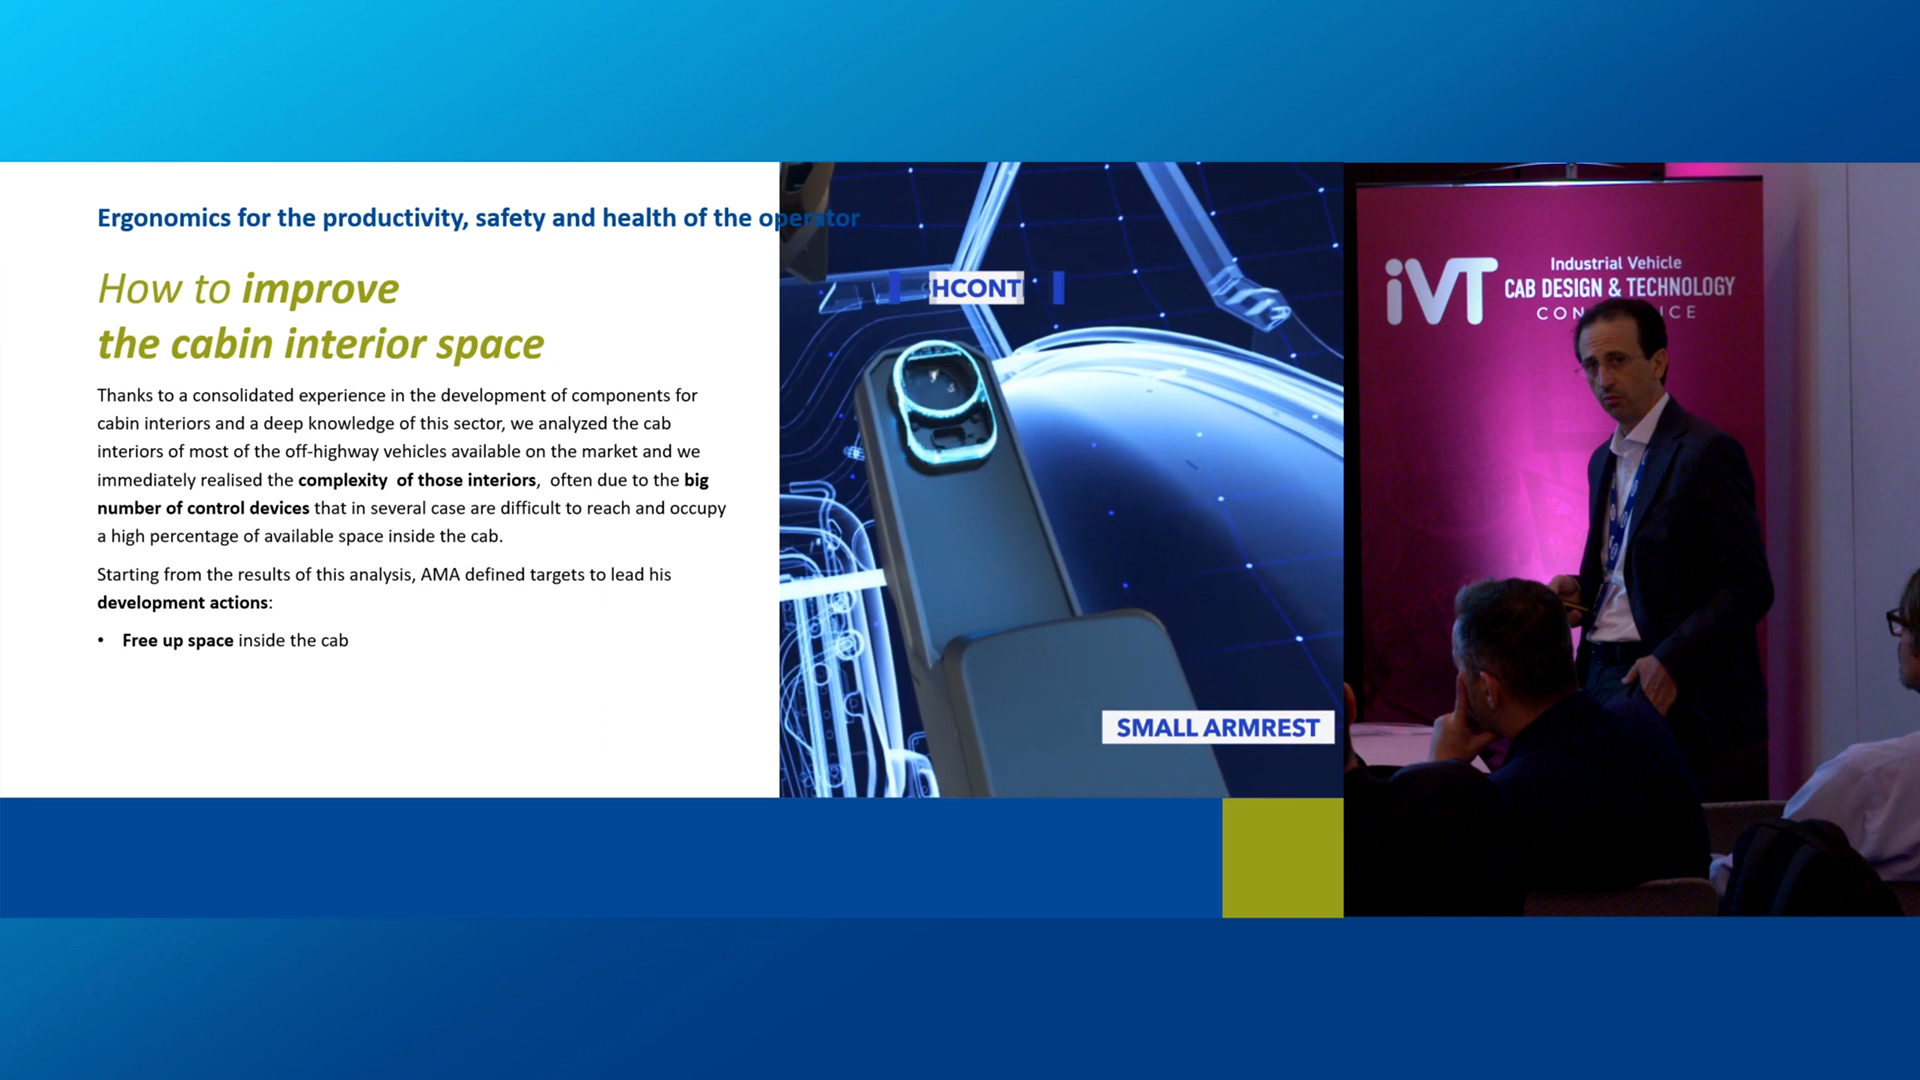 Ergonomics for the productivity, safety and health of the operator
How to improve
the cabin interior space
Thanks to a consolidated experience in the development of components for
cabin interiors and a deep knowledge of this sector, we analyzed the cab
interiors of most of the off-highway vehicles available on the market and we
immediately realised the complexity of those interiors, often due to the big
number of control devices that in several case are difficult to reach and occupy
a high percentage of available space inside the cab.
Starting from the results of this analysis, AMA defined targets to lead his
development actions:
• Free up space inside the cab
HCONT
SMALL ARMREST
iVT
Industrial Vehicle
CAB DESIGN & TECHNOLOGY